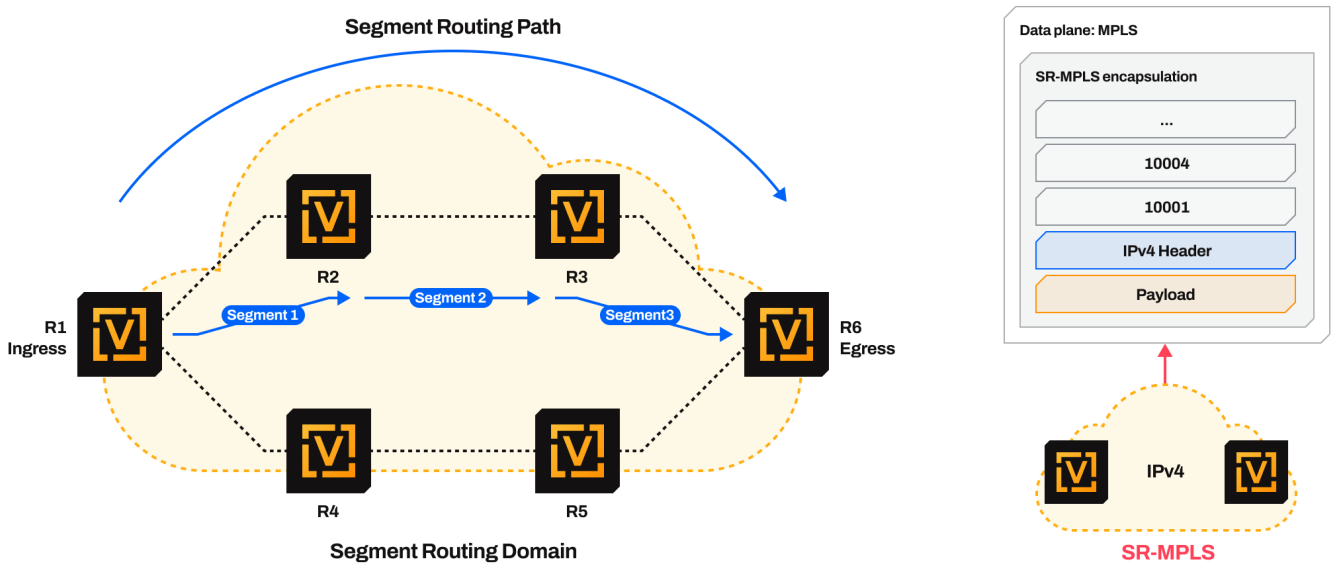 Segment Routing Path
R2
R3
Segment 1
Segment 2
Segment3
R1
Ingress
R6
Egress
R4
R5
Segment Routing Domain
Data plane: MPLS
SR-MPLS encapsulation
...
10004
10001
IPv4 Header
Payload
IPv4
SR-MPLS